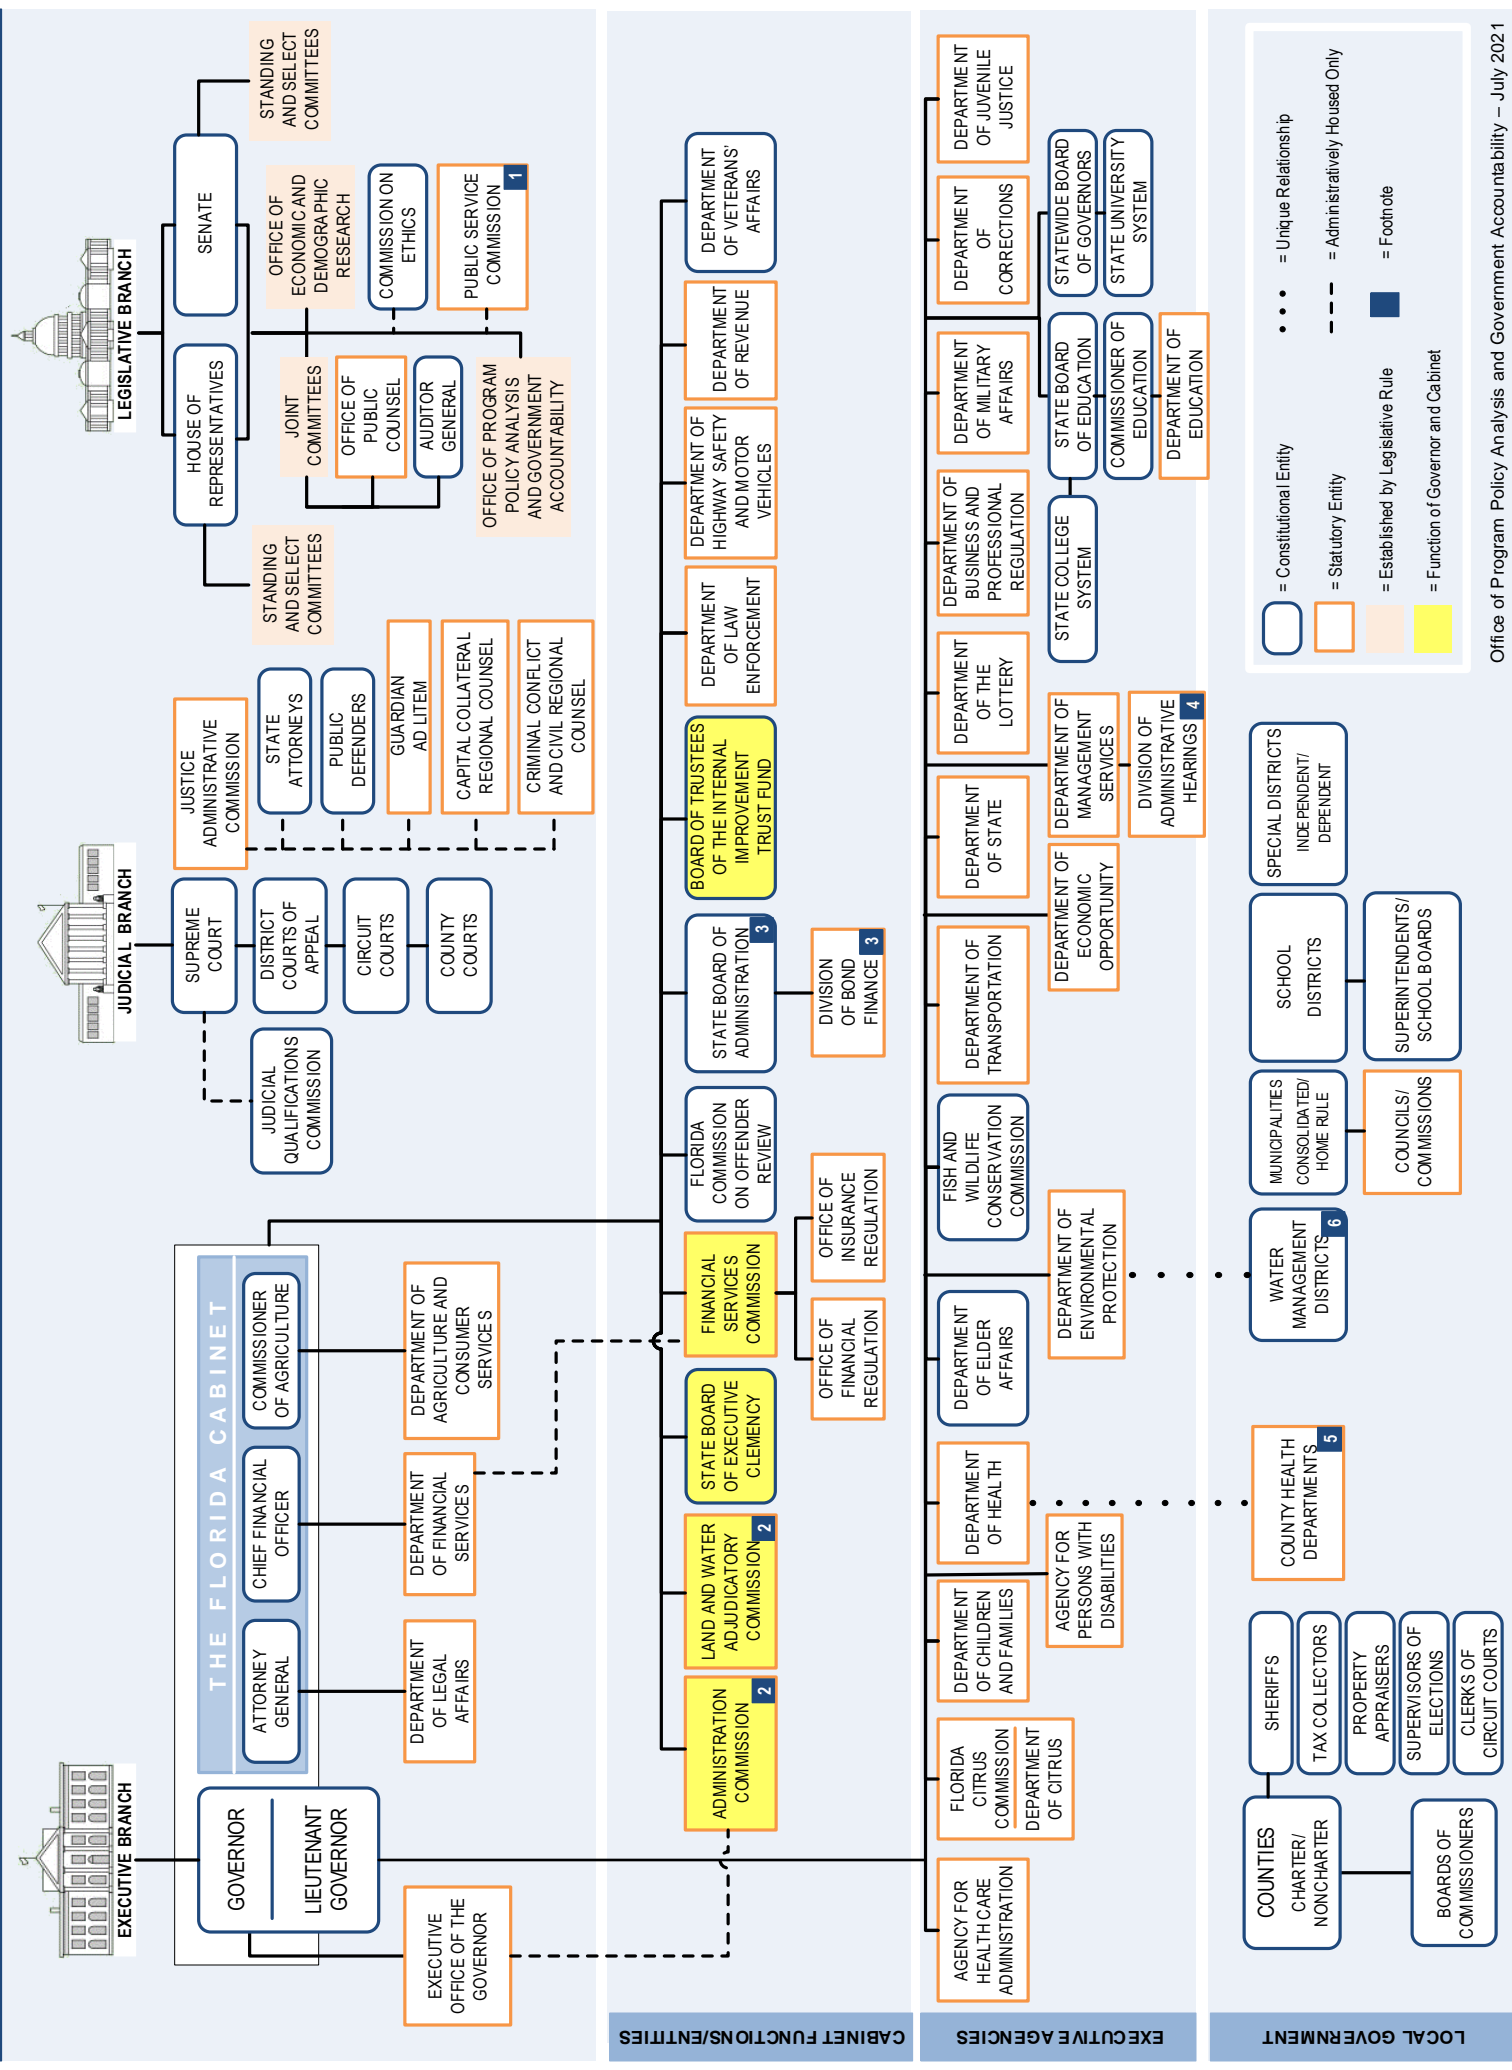 EXECUTIVE BRANCH
JUDICIAL BRANCH
LEGISLATIVE BRANCH
THE FLORIDA CABINET
GOVERNOR
LIEUTENANT
GOVERNOR
ATTORNEY
GENERAL
CHIEF FINANCIAL
OFFICER
COMMISSIONER
OF AGRICULTURE
EXECUTIVE
OFFICE OF THE
GOVERNOR
DEPARTMENT
OF LEGAL
AFFAIRS
DEPARTMENT
OF FINANCIAL
SERVICES
DEPARTMENT OF
AGRICULTURE AND
CONSUMER
SERVICES
JUDICIAL
QUALIFICATIONS
COMMISSION
SUPREME
COURT
DISTRICT
COURTS OF
APPEAL
CIRCUIT
COURTS
COUNTY
COURTS
JUSTICE
ADMINISTRATIVE
COMMISSION
STATE
ATTORNEYS
PUBLIC
DEFENDERS
GUARDIAN
AD LITEM
CAPITAL COLLATERAL
REGIONAL COUNSEL
CRIMINAL CONFLICT
AND CIVIL REGIONAL
COUNSEL
HOUSE OF
REPRESENTATIVES
SENATE
STANDING
AND SELECT
COMMITTEES
STANDING
AND SELECT
COMMITTEES
JOINT
COMMITTEES
OFFICE OF
PUBLIC
COUNSEL
AUDITOR
GENERAL
OFFICE OF PROGRAM
POLICY ANALYSIS
AND GOVERNMENT
ACCOUNTABILITY
OFFICE OF
ECONOMIC AND
DEMOGRAPHIC
RESEARCH
COMMISSION ON
ETHICS
PUBLIC SERVICE
COMMISSION
1
CABINET FUNCTIONS/ENTITIES
ADMINISTRATION
COMMISSION
2
LAND AND WATER
ADJUDICATORY
COMMISSION
2
STATE BOARD
OF EXECUTIVE
CLEMENCY
FINANCIAL
SERVICES
COMMISSION
OFFICE OF
FINANCIAL
REGULATION
OFFICE OF
INSURANCE
REGULATION
FLORIDA
COMMISSION
ON OFFENDER
REVIEW
STATE BOARD OF
ADMINISTRATION
3
DIVISION
OF BOND
FINANCE
3
BOARD OF TRUSTEES
OF THE INTERNAL
IMPROVEMENT
TRUST FUND
DEPARTMENT
OF LAW
ENFORCEMENT
DEPARTMENT OF
HIGHWAY SAFETY
AND MOTOR
VEHICLES
DEPARTMENT
OF REVENUE
DEPARTMENT
OF VETERANS'
AFFAIRS
EXECUTIVE AGENCIES
AGENCY FOR
HEALTH CARE
ADMINISTRATION
FLORIDA
CITRUS
COMMISSION
DEPARTMENT
OF CITRUS
DEPARTMENT
OF CHILDREN
AND FAMILIES
AGENCY FOR
PERSONS WITH
DISABILITIES
DEPARTMENT
OF HEALTH
DEPARTMENT
OF ELDER
AFFAIRS
DEPARTMENT OF
ENVIRONMENTAL
PROTECTION
FISH AND
WILDLIFE
CONSERVATION
COMMISSION
DEPARTMENT OF
TRANSPORTATION
DEPARTMENT OF
ECONOMIC
OPPORTUNITY
DEPARTMENT
OF STATE
DEPARTMENT OF
MANAGEMENT
SERVICES
DIVISION OF
ADMINISTRATIVE
HEARINGS
4
DEPARTMENT
OF THE
LOTTERY
DEPARTMENT OF
BUSINESS AND
PROFESSIONAL
REGULATION
STATE COLLEGE
SYSTEM
DEPARTMENT
OF MILITARY
AFFAIRS
STATE BOARD
OF EDUCATION
COMMISSIONER OF
EDUCATION
DEPARTMENT OF
EDUCATION
DEPARTMENT
OF
CORRECTIONS
STATEWIDE BOARD
OF GOVERNORS
STATE UNIVERSITY
SYSTEM
DEPARTMENT
OF JUVENILE
JUSTICE
LOCAL GOVERNMENT
COUNTIES
CHARTER/
NONCHARTER
BOARDS OF
COMMISSIONERS
SHERIFFS
TAX COLLECTORS
PROPERTY
APPRAISERS
SUPERVISORS OF
ELECTIONS
CLERKS OF
CIRCUIT COURTS
COUNTY HEALTH
DEPARTMENTS
5
WATER
MANAGEMENT
DISTRICTS
6
MUNICIPALITIES
CONSOLIDATED/
HOME RULE
COUNCILS/
COMMISSIONS
SCHOOL
DISTRICTS
SUPERINTENDENTS/
SCHOOL BOARDS
SPECIAL DISTRICTS
INDEPENDENT/
DEPENDENT
= Constitutional Entity
= Statutory Entity
= Established by Legislative Rule
= Function of Governor and Cabinet
= Unique Relationship
= Administratively Housed Only
= Footnote
Office of Program Policy Analysis and Government Accountability – July 2021